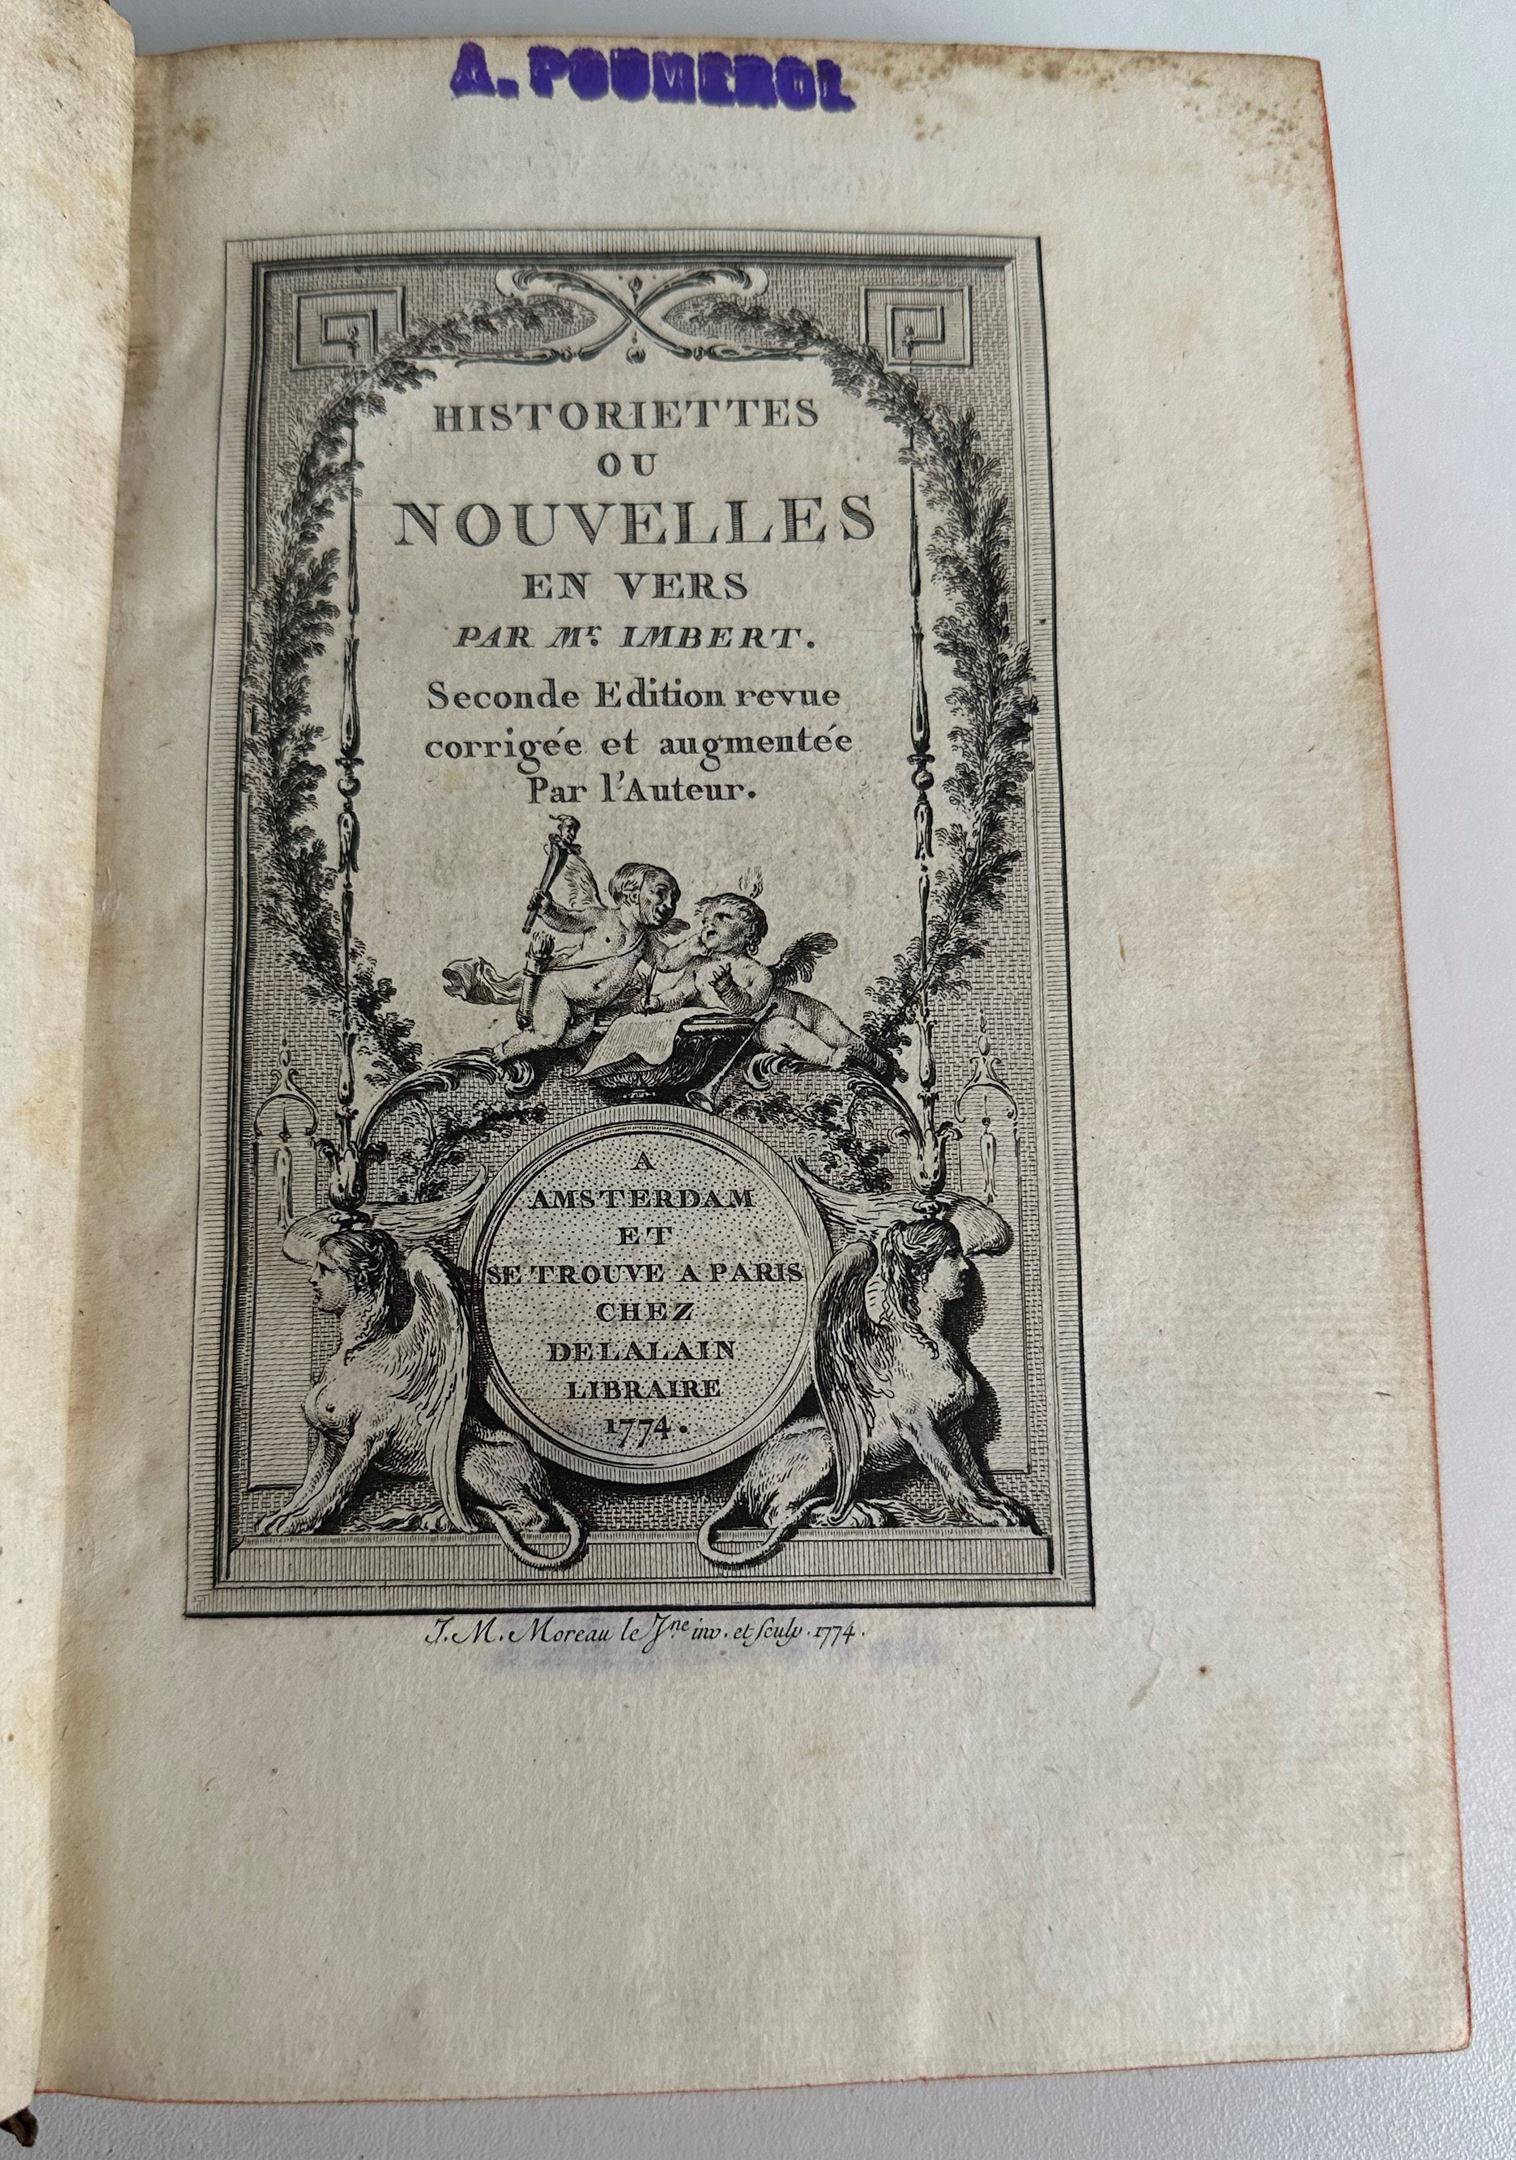 A. POUMEROL
HISTORIETTES
OU
NOUVELLES
EN VERS
PAR Mr. IMBERT.
Seconde Edition revue
corrigée et augmentée
Par l'Auteur.
A
AMSTERDAM
ET
SE TROUVE A PARIS
CHEZ
DELALAIN
LIBRAIRE
1774.
J. M. Moreau le Jne inv. et sculp. 1774.